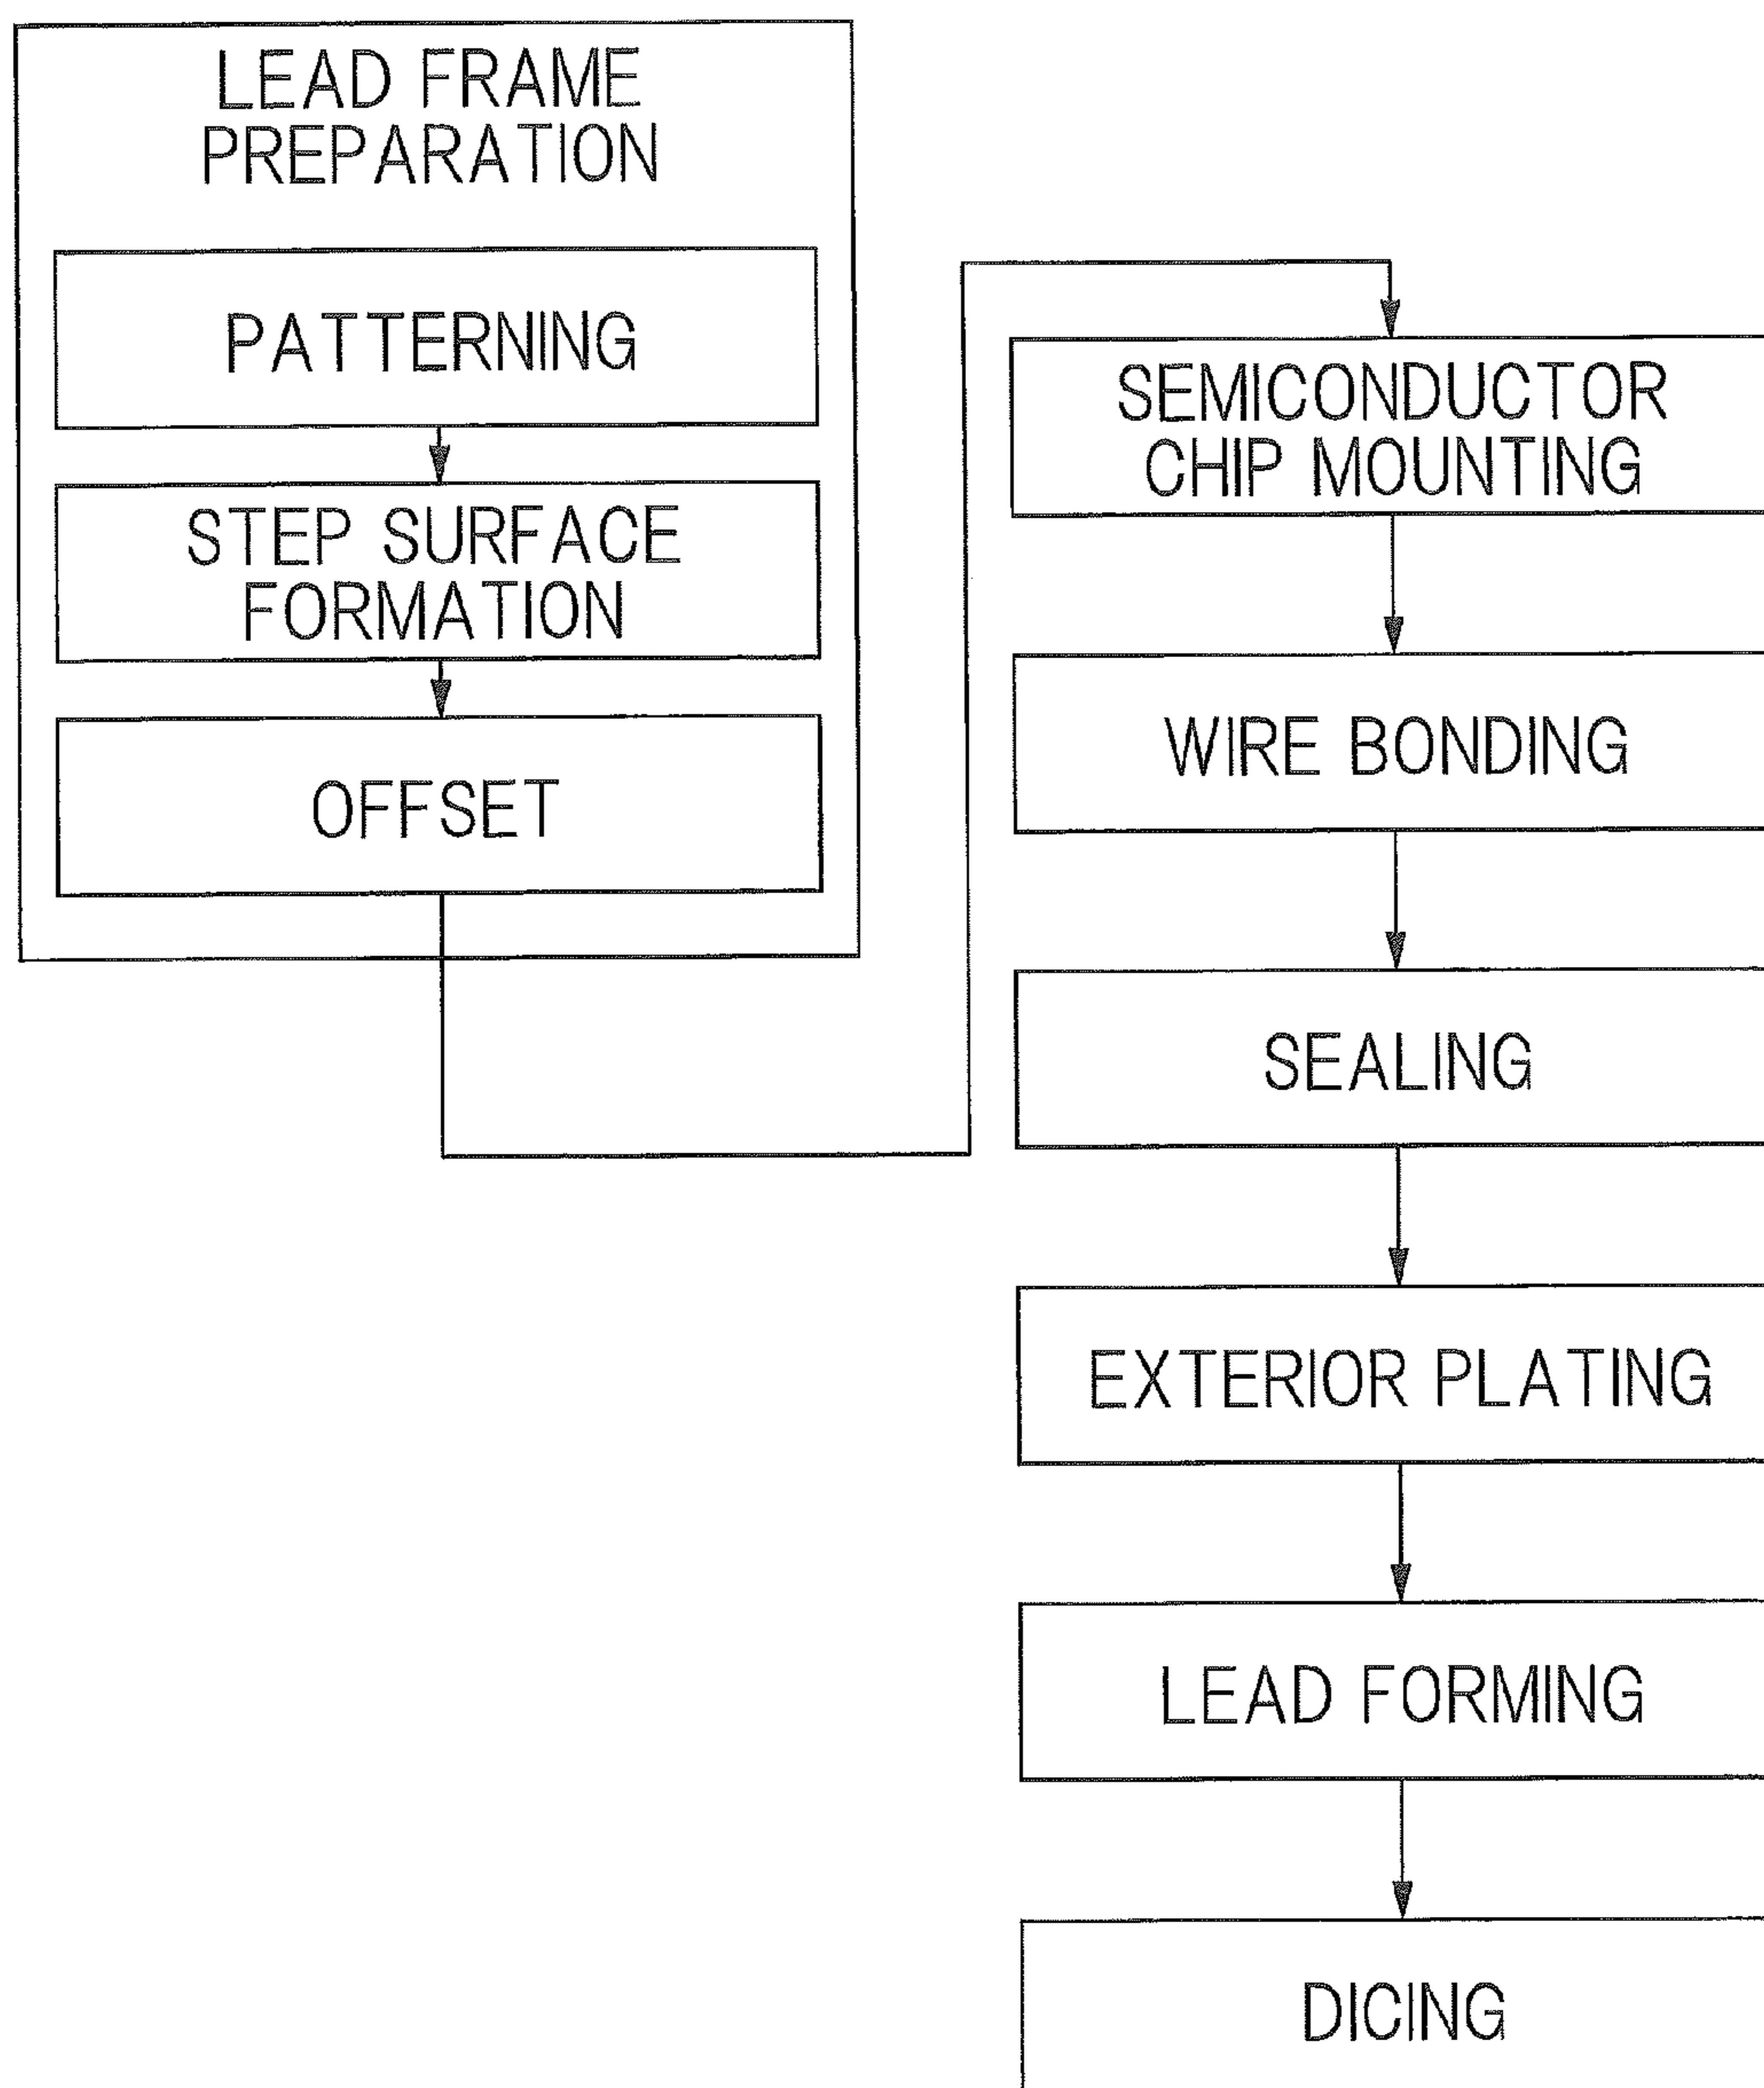 LEAD FRAME
PREPARATION
PATTERNING
STEP SURFACE
FORMATION
OFFSET
SEMICONDUCTOR
CHIP MOUNTING
WIRE BONDING
SEALING
EXTERIOR PLATING
LEAD FORMING
DICING